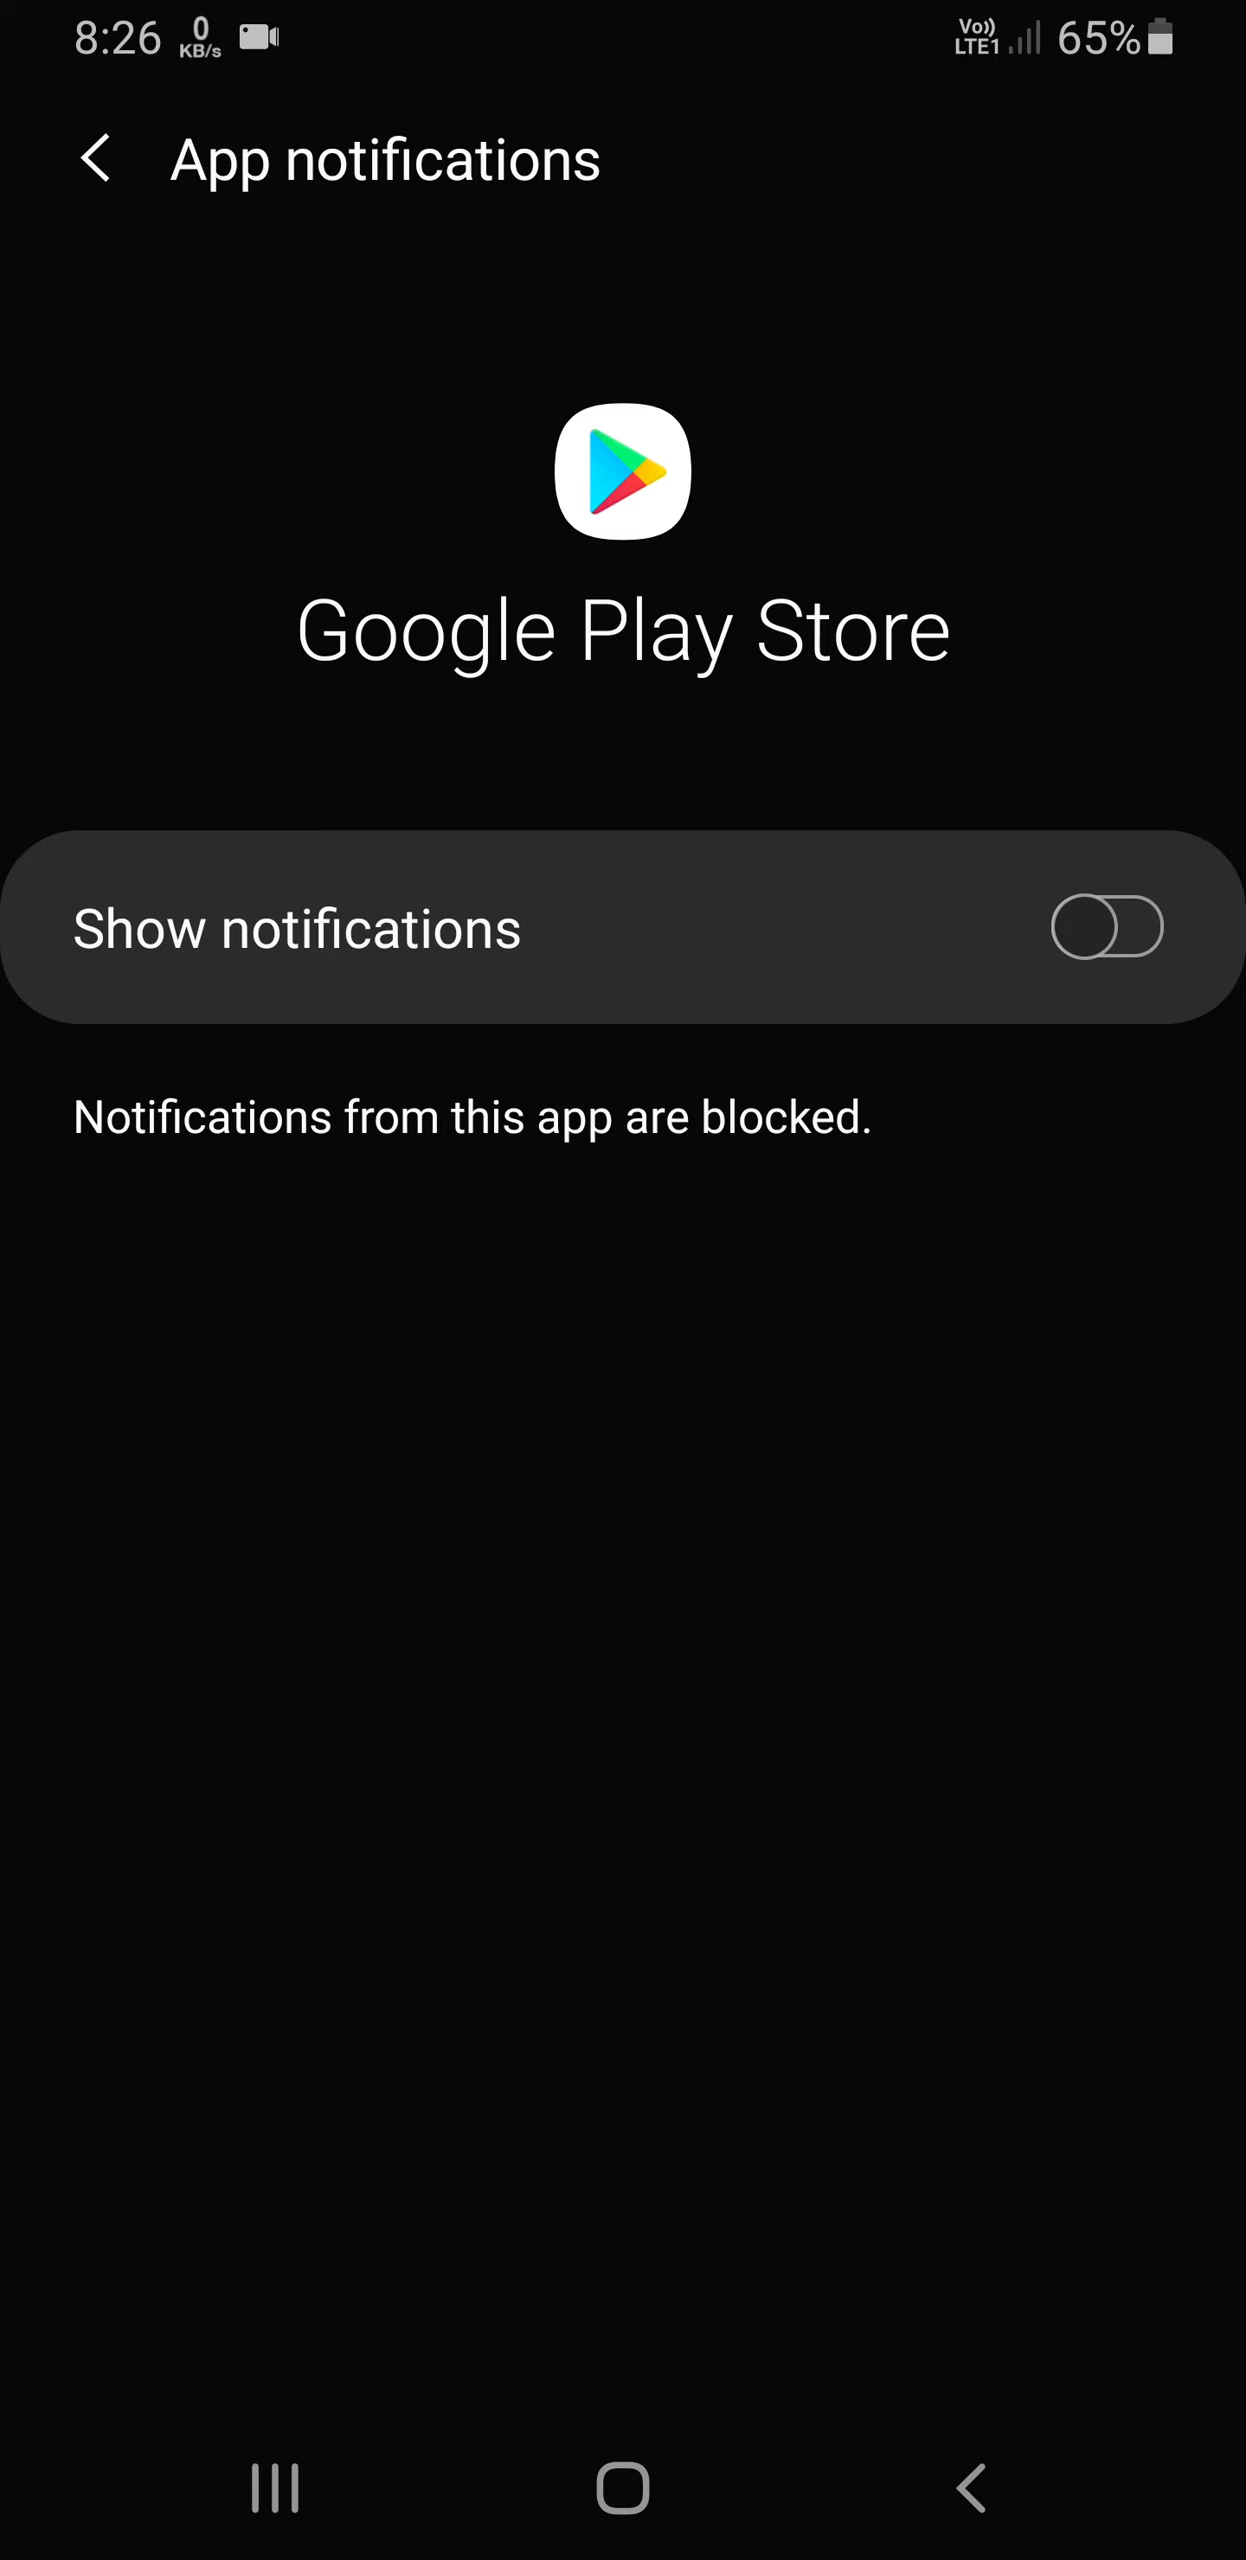 8:26 0 KB/s Vo)) LTE1 65%
App notifications
Google Play Store
Show notifications
Notifications from this app are blocked.